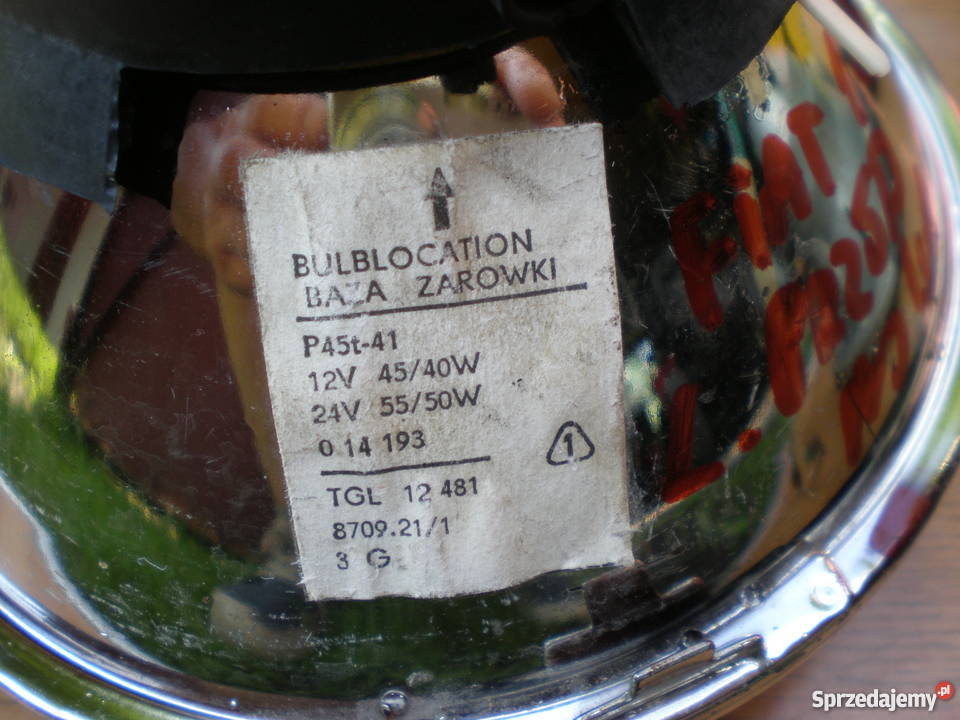 BULBLOCATION
BAZA ZAROWKI
P45t-41
12V 45/40W
24V 55/50W
0 14 193
1
TGL 12 481
8709.21/1
3 G
FiAT
L.
Sprzedajemy.pl